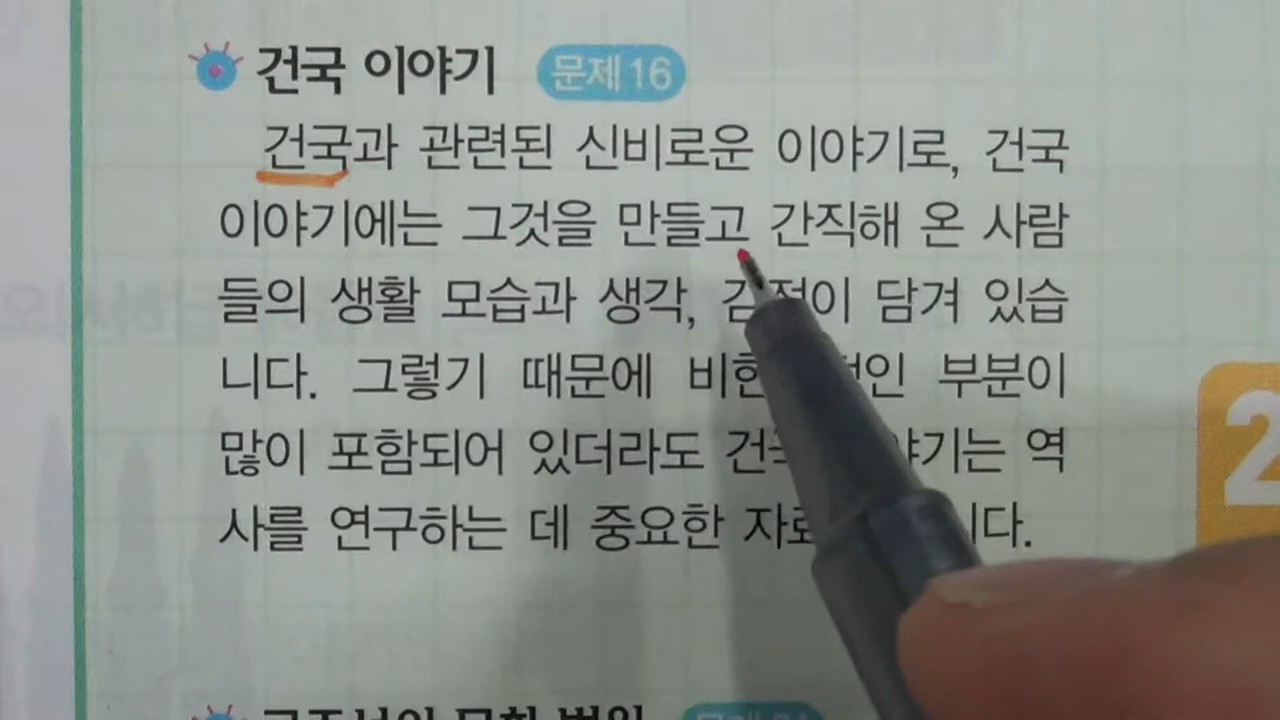 건국 이야기 문제 16
건국과 관련된 신비로운 이야기로, 건국
이야기에는 그것을 만들고 간직해 온 사람
들의 생활 모습과 생각, 담겨 있습
니다. 그렇기 때문에 부분이
많이 포함되어 있더라도 는 역
사를 연구하는 데 중요한
2